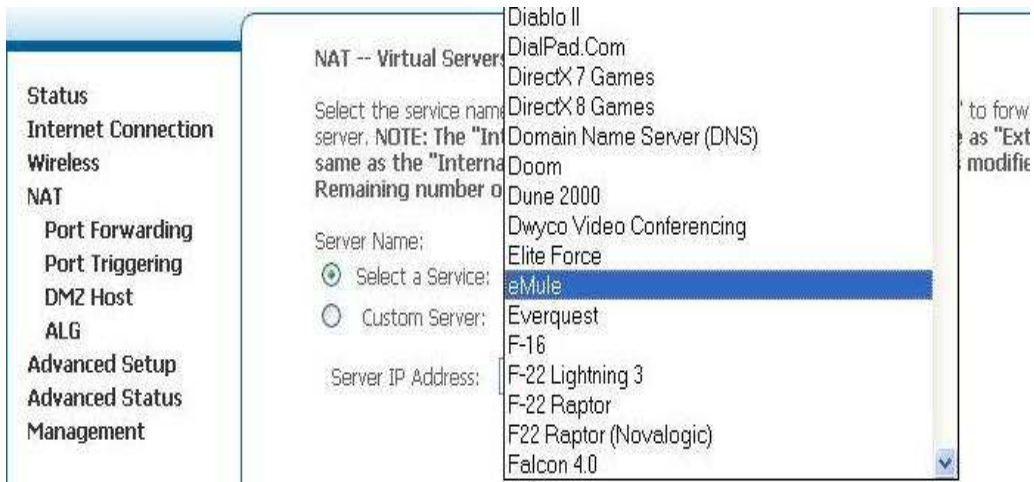 Status
Internet Connection
Wireless
NAT
Port Forwarding
Port Triggering
DMZ Host
ALG
Advanced Setup
Advanced Status
Management
NAT -- Virtual Servers
Select the service name
to forw
server. NOTE: The "Int
as "Ext
same as the "Interna
modifie
Remaining number o
Server Name:
Select a Service:
Custom Server:
Server IP Address:
Diablo II
DialPad.Com
DirectX 7 Games
DirectX 8 Games
Domain Name Server (DNS)
Doom
Dune 2000
Dwyco Video Conferencing
Elite Force
eMule
Everquest
F-16
F-22 Lightning 3
F-22 Raptor
F22 Raptor (Novalogic)
Falcon 4.0